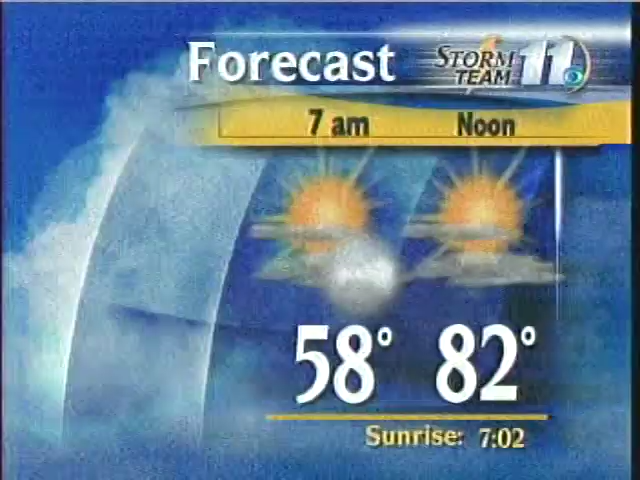 Forecast
STORM TEAM 11
7 am Noon
58° 82°
Sunrise: 7:02